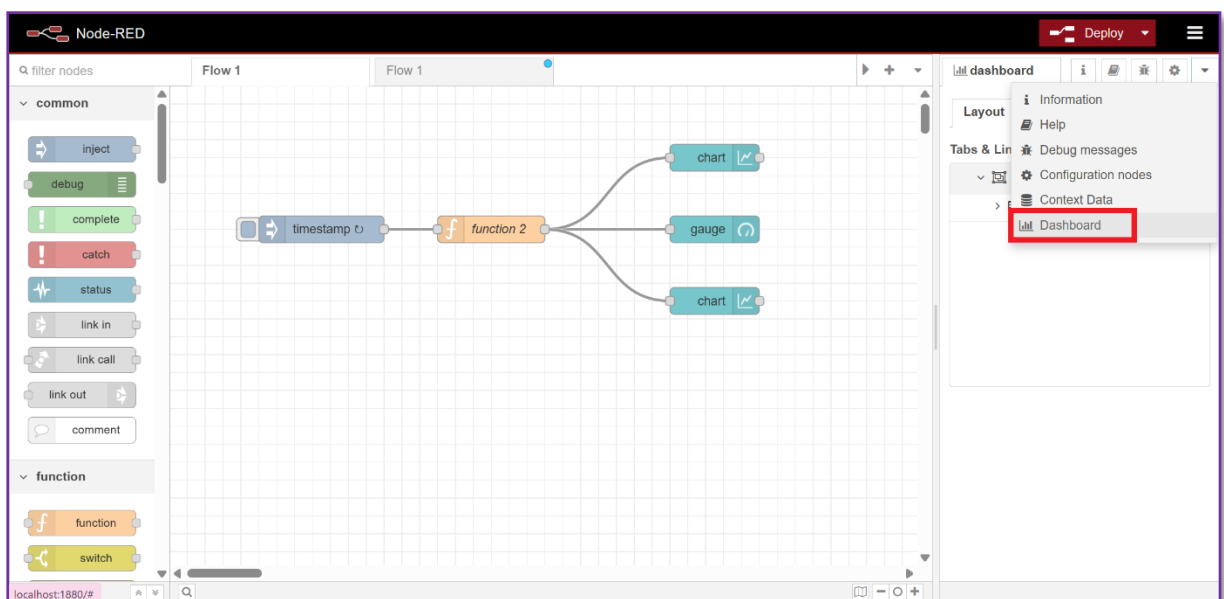 Node-RED
Deploy
filter nodes
Flow 1
Flow 1
dashboard
common
inject
debug
complete
catch
status
link in
link call
link out
comment
function
function
switch
timestamp ↻
function 2
chart
gauge
chart
Layout
Tabs & Lin
Information
Help
Debug messages
Configuration nodes
Context Data
Dashboard
localhost:1880/#